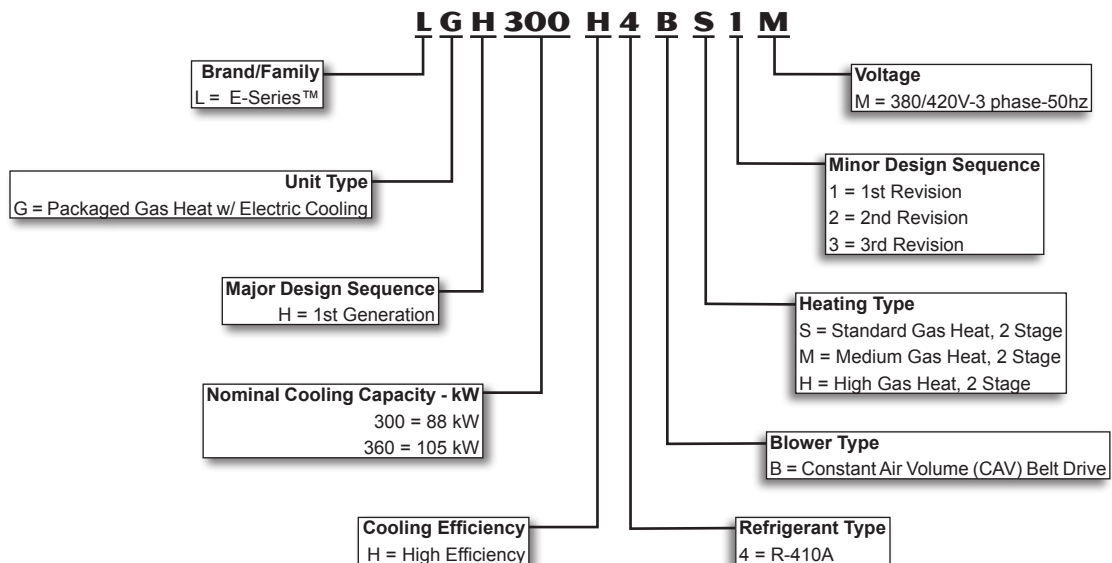 L G H 300 H 4 B S 1 M
Brand/Family
L = E-Series™
Unit Type
G = Packaged Gas Heat w/ Electric Cooling
Major Design Sequence
H = 1st Generation
Nominal Cooling Capacity - kW
300 = 88 kW
360 = 105 kW
Cooling Efficiency
H = High Efficiency
Voltage
M = 380/420V-3 phase-50hz
Minor Design Sequence
1 = 1st Revision
2 = 2nd Revision
3 = 3rd Revision
Heating Type
S = Standard Gas Heat, 2 Stage
M = Medium Gas Heat, 2 Stage
H = High Gas Heat, 2 Stage
Blower Type
B = Constant Air Volume (CAV) Belt Drive
Refrigerant Type
4 = R-410A